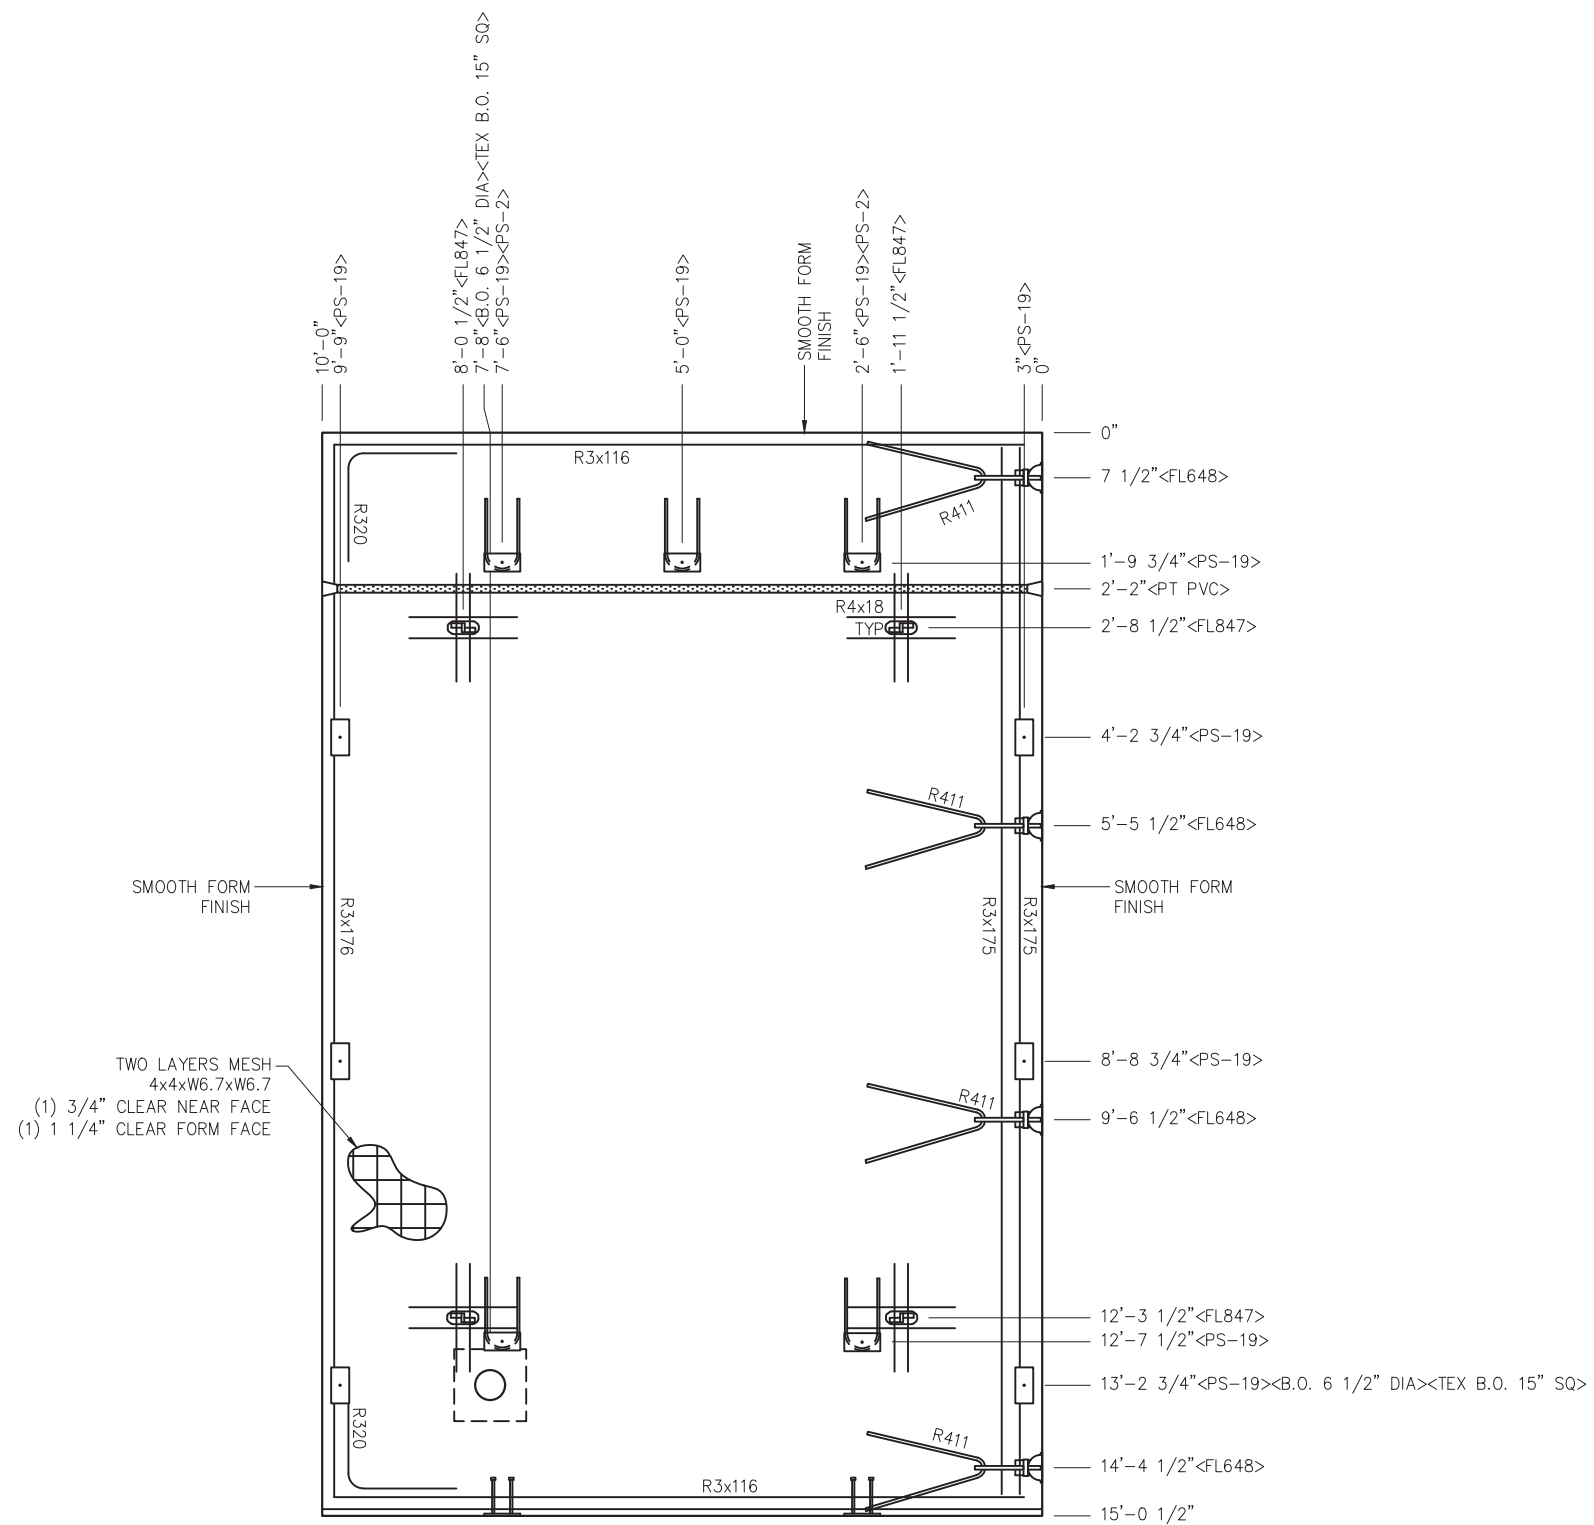 10'-0"
9'-9"<PS-19>
8'-0 1/2"<FL847>
7'-8"<B.O. 6 1/2" DIA><TEX B.O. 15" SQ>
7'-6"<PS-19><PS-2>
5'-0"<PS-19>
SMOOTH FORM
FINISH
2'-6"<PS-19><PS-2>
1'-11 1/2"<FL847>
3"<PS-19>
0"
0"
R3x116
7 1/2"<FL648>
R411
R320
1'-9 3/4"<PS-19>
2'-2"<PT PVC>
R4x18
TYP
2'-8 1/2"<FL847>
4'-2 3/4"<PS-19>
R411
5'-5 1/2"<FL648>
SMOOTH FORM
FINISH
SMOOTH FORM
FINISH
R3x176
R3x175
R3x175
8'-8 3/4"<PS-19>
TWO LAYERS MESH
4x4xW6.7xW6.7
(1) 3/4" CLEAR NEAR FACE
(1) 1 1/4" CLEAR FORM FACE
R411
9'-6 1/2"<FL648>
12'-3 1/2"<FL847>
12'-7 1/2"<PS-19>
13'-2 3/4"<PS-19><B.O. 6 1/2" DIA><TEX B.O. 15" SQ>
R320
R411
14'-4 1/2"<FL648>
R3x116
15'-0 1/2"